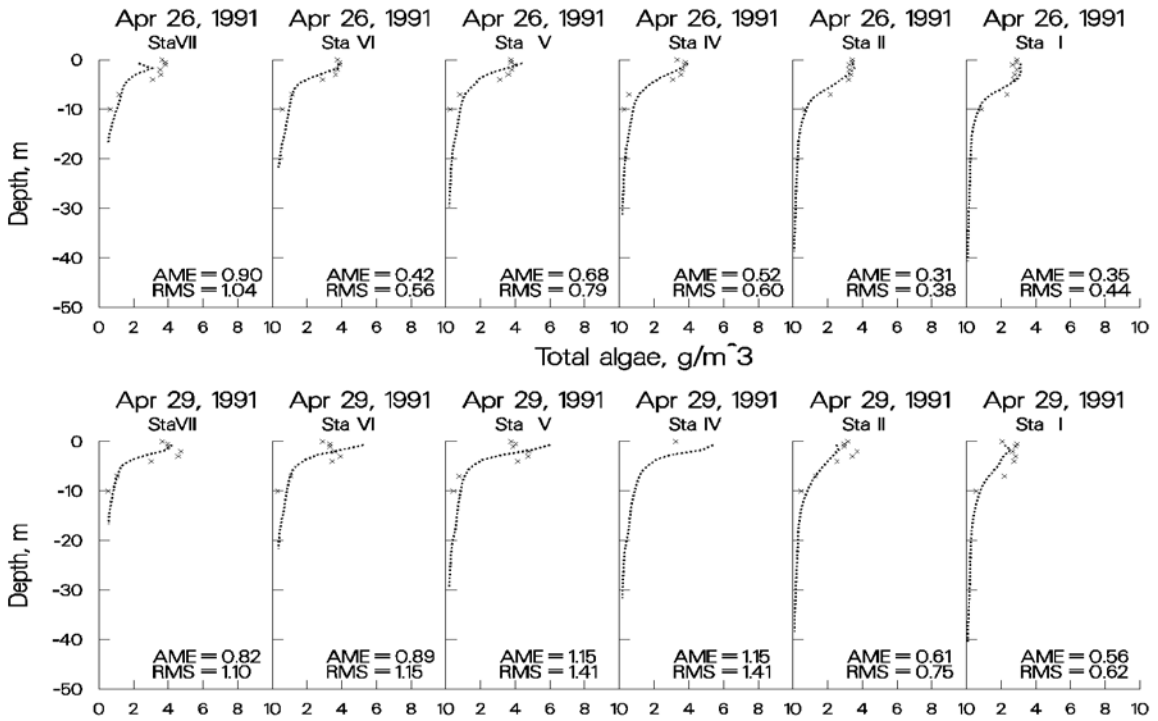 Apr 26, 1991 Apr 26, 1991 Apr 26, 1991 Apr 26, 1991 Apr 26, 1991 Apr 26, 1991
Sta VII Sta VI Sta V Sta IV Sta II Sta I
0
-10
-20
-30
-40
-50
Depth, m
AME = 0.90 AME = 0.42 AME = 0.68 AME = 0.52 AME = 0.31 AME = 0.35
RMS = 1.04 RMS = 0.56 RMS = 0.79 RMS = 0.60 RMS = 0.38 RMS = 0.44
0 2 4 6 8 10 2 4 6 8 10 2 4 6 8 10 2 4 6 8 10 2 4 6 8 10 2 4 6 8 10
Total algae, g/m^3
Apr 29, 1991 Apr 29, 1991 Apr 29, 1991 Apr 29, 1991 Apr 29, 1991 Apr 29, 1991
Sta VII Sta VI Sta V Sta IV Sta II Sta I
0
-10
-20
-30
-40
-50
Depth, m
AME = 0.82 AME = 0.89 AME = 1.15 AME = 1.15 AME = 0.61 AME = 0.56
RMS = 1.10 RMS = 1.15 RMS = 1.41 RMS = 1.41 RMS = 0.75 RMS = 0.62
0 2 4 6 8 10 2 4 6 8 10 2 4 6 8 10 2 4 6 8 10 2 4 6 8 10 2 4 6 8 10